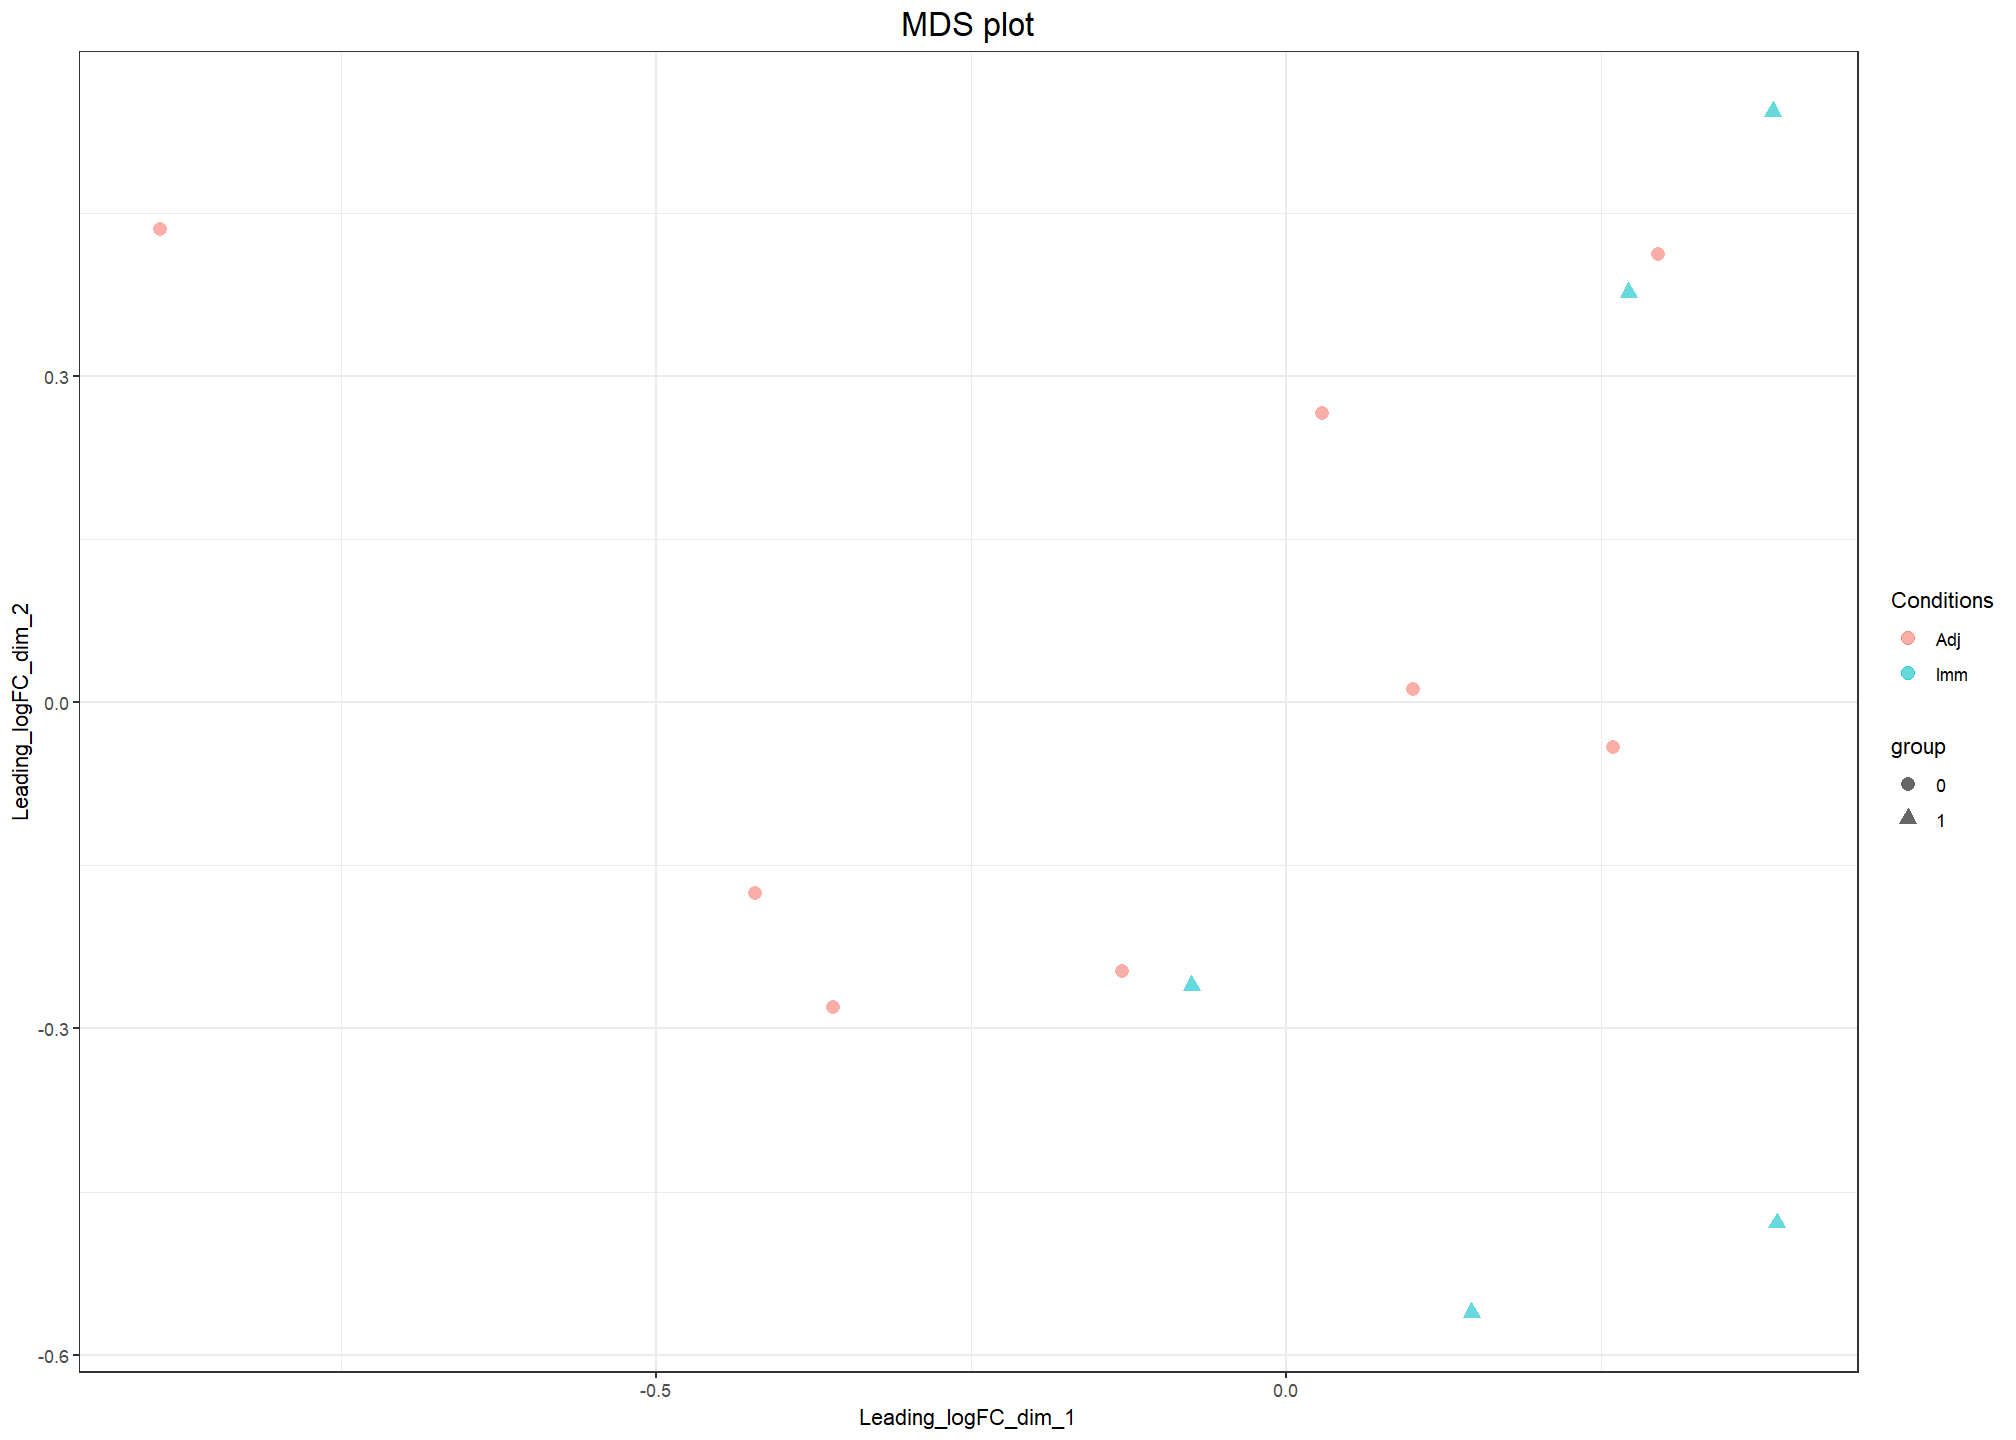 MDS plot
Leading_logFC_dim_2
0.3
0.0
-0.3
-0.6
-0.5
0.0
Leading_logFC_dim_1
Conditions
Adj
Imm
group
0
1